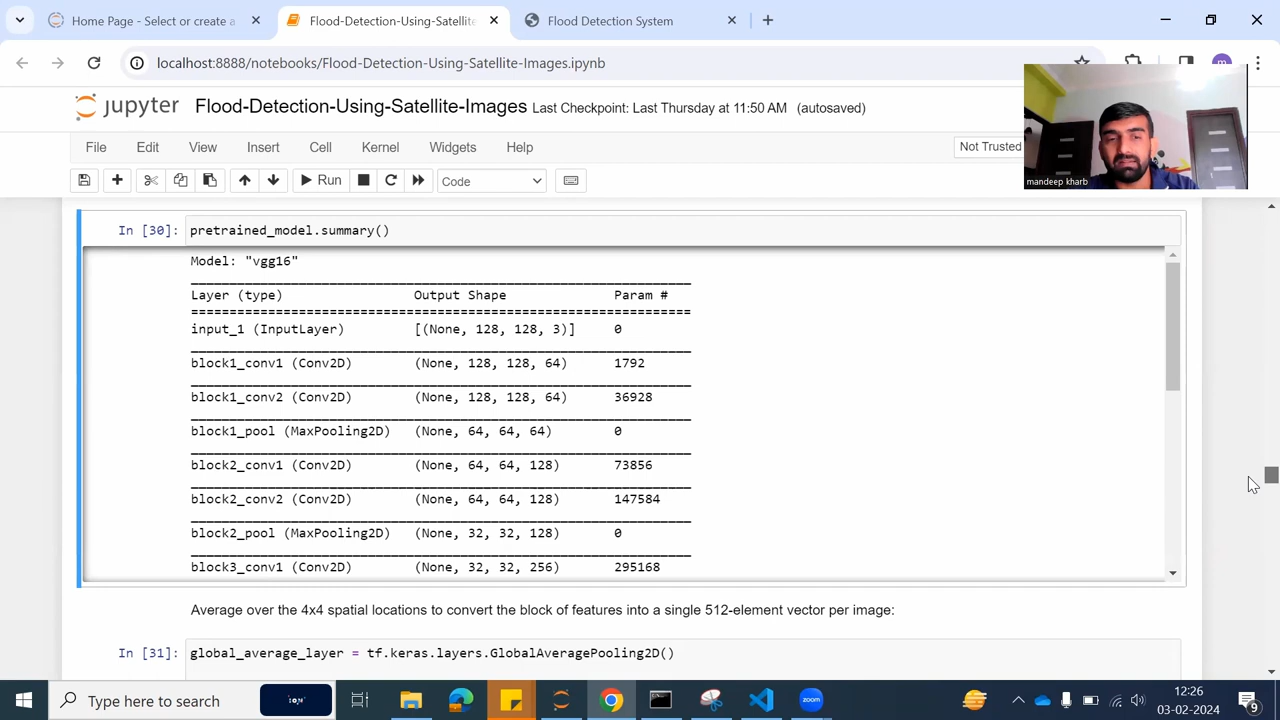 Home Page - Select or create a
Flood-Detection-Using-Satellite
Flood Detection System
localhost:8888/notebooks/Flood-Detection-Using-Satellite-Images.ipynb
jupyter Flood-Detection-Using-Satellite-Images Last Checkpoint: Last Thursday at 11:50 AM (autosaved)
File Edit View Insert Cell Kernel Widgets Help Not Trusted
Run Code
mandeep kharb
In [30]: pretrained_model.summary()
Model: "vgg16"
Layer (type) Output Shape Param #
input_1 (InputLayer) [(None, 128, 128, 3)] 0
block1_conv1 (Conv2D) (None, 128, 128, 64) 1792
block1_conv2 (Conv2D) (None, 128, 128, 64) 36928
block1_pool (MaxPooling2D) (None, 64, 64, 64) 0
block2_conv1 (Conv2D) (None, 64, 64, 128) 73856
block2_conv2 (Conv2D) (None, 64, 64, 128) 147584
block2_pool (MaxPooling2D) (None, 32, 32, 128) 0
block3_conv1 (Conv2D) (None, 32, 32, 256) 295168
Average over the 4x4 spatial locations to convert the block of features into a single 512-element vector per image:
In [31]: global_average_layer = tf.keras.layers.GlobalAveragePooling2D()
Type here to search
zoom
12:26
03-02-2024
9